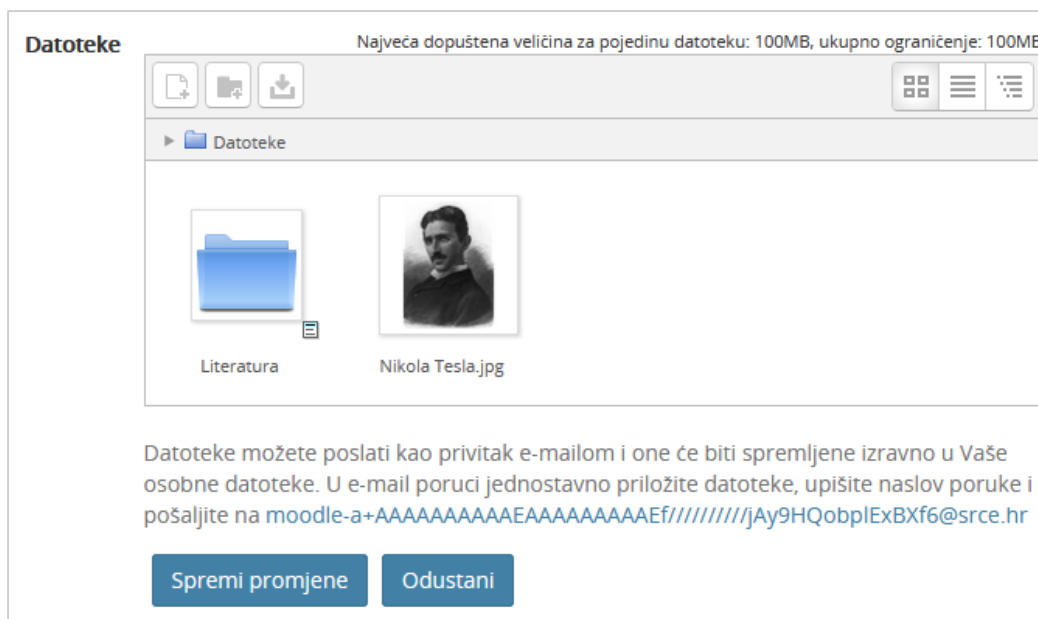 Datoteke
Najveća dopuštena veličina za pojedinu datoteku: 100MB, ukupno ograničenje: 100MB
Datoteke
Literatura
Nikola Tesla.jpg
Datoteke možete poslati kao privitak e-mailom i one će biti spremljene izravno u Vaše
osobne datoteke. U e-mail poruci jednostavno priložite datoteke, upišite naslov poruke i
pošaljite na moodle-a+AAAAAAAAAAEAAAAAAAAAEf//////////jAy9HQobplExBXf6@srce.hr
Spremi promjene
Odustani